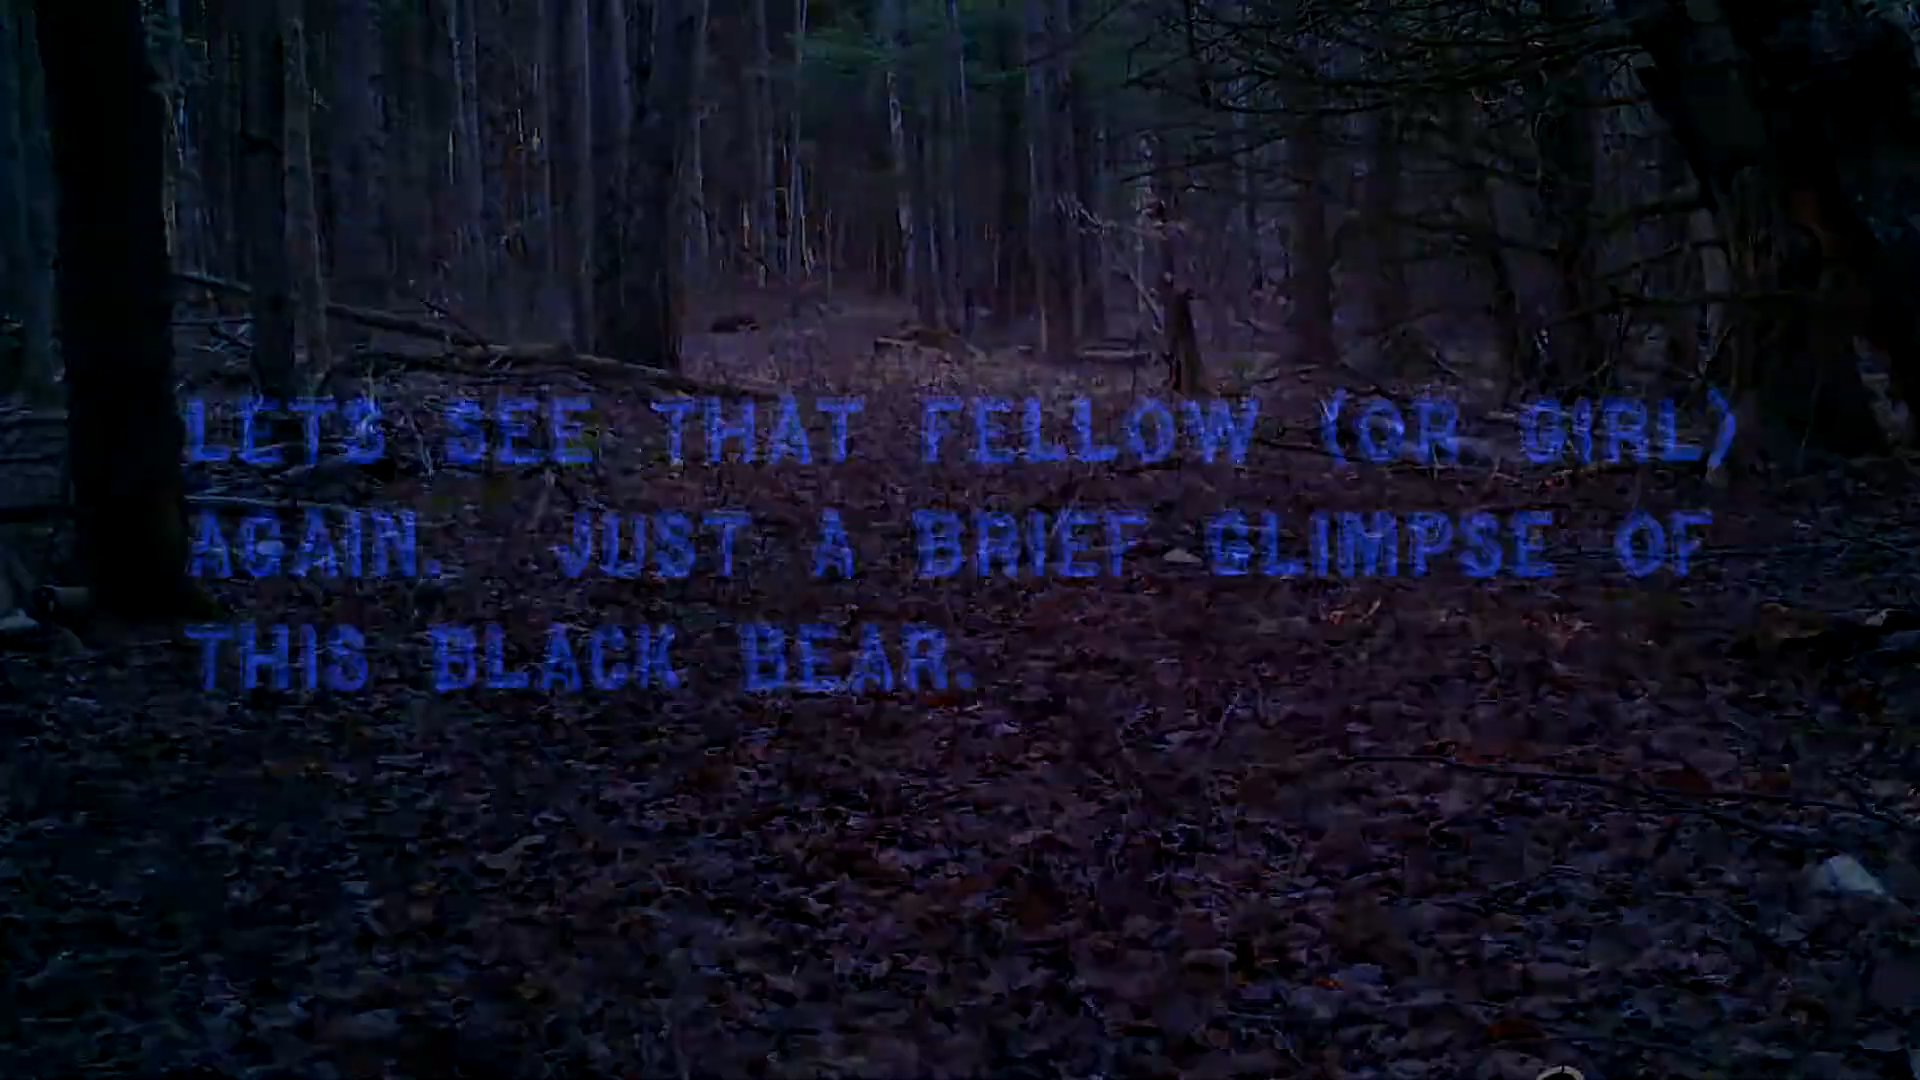 LETS SEE THAT FELLOW (OR GIRL)
AGAIN.  JUST A BRIEF GLIMPSE OF
THIS BLACK BEAR.